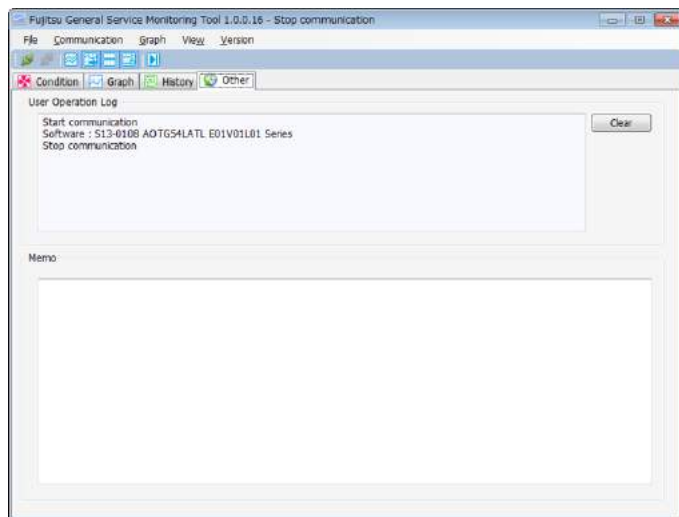 Fujitsu General Service Monitoring Tool 1.0.0.16 - Stop communication
File Communication Graph View Version
Condition Graph History Other
User Operation Log
Start communication
Software : S13-0108 AOTG54LATL E01V01L01 Series
Stop communication
Clear
Memo